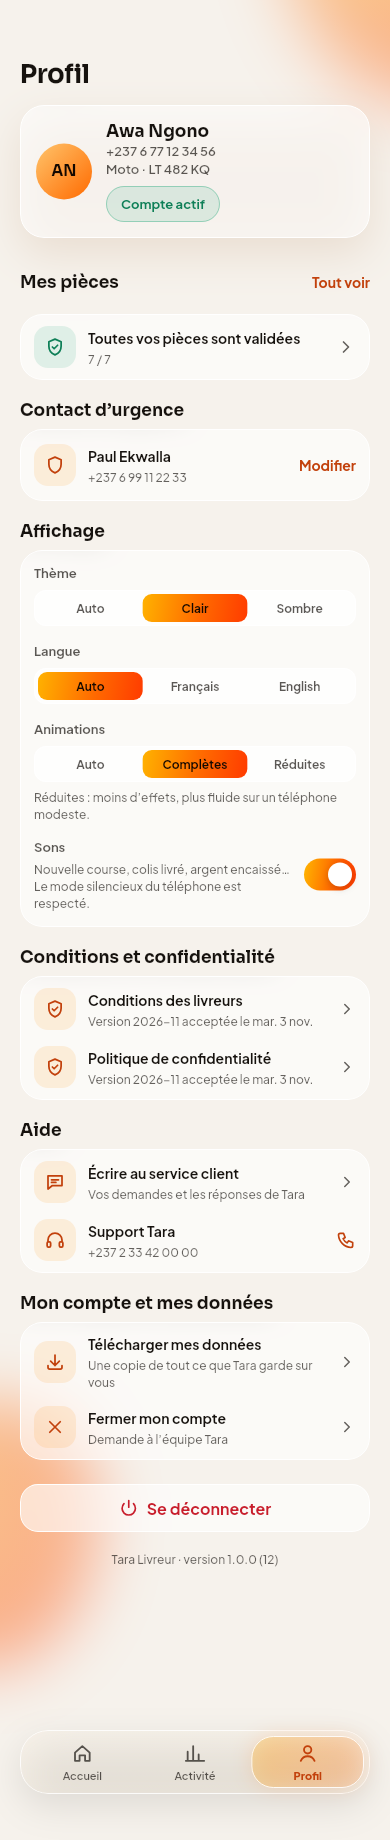 Profil
AN
Awa Ngono
+237 6 77 12 34 56
Moto · LT 482 KQ
Compte actif
Mes pièces
Tout voir
Toutes vos pièces sont validées
7 / 7
Contact d’urgence
Paul Ekwalla
+237 6 99 11 22 33
Modifier
Affichage
Thème
Auto Clair Sombre
Langue
Auto Français English
Animations
Auto Complètes Réduites
Réduites : moins d’effets, plus fluide sur un téléphone
modeste.
Sons
Nouvelle course, colis livré, argent encaissé…
Le mode silencieux du téléphone est
respecté.
Conditions et confidentialité
Conditions des livreurs
Version 2026-11 acceptée le mar. 3 nov.
Politique de confidentialité
Version 2026-11 acceptée le mar. 3 nov.
Aide
Écrire au service client
Vos demandes et les réponses de Tara
Support Tara
+237 2 33 42 00 00
Mon compte et mes données
Télécharger mes données
Une copie de tout ce que Tara garde sur
vous
Fermer mon compte
Demande à l’équipe Tara
Se déconnecter
Tara Livreur · version 1.0.0 (12)
Accueil Activité Profil